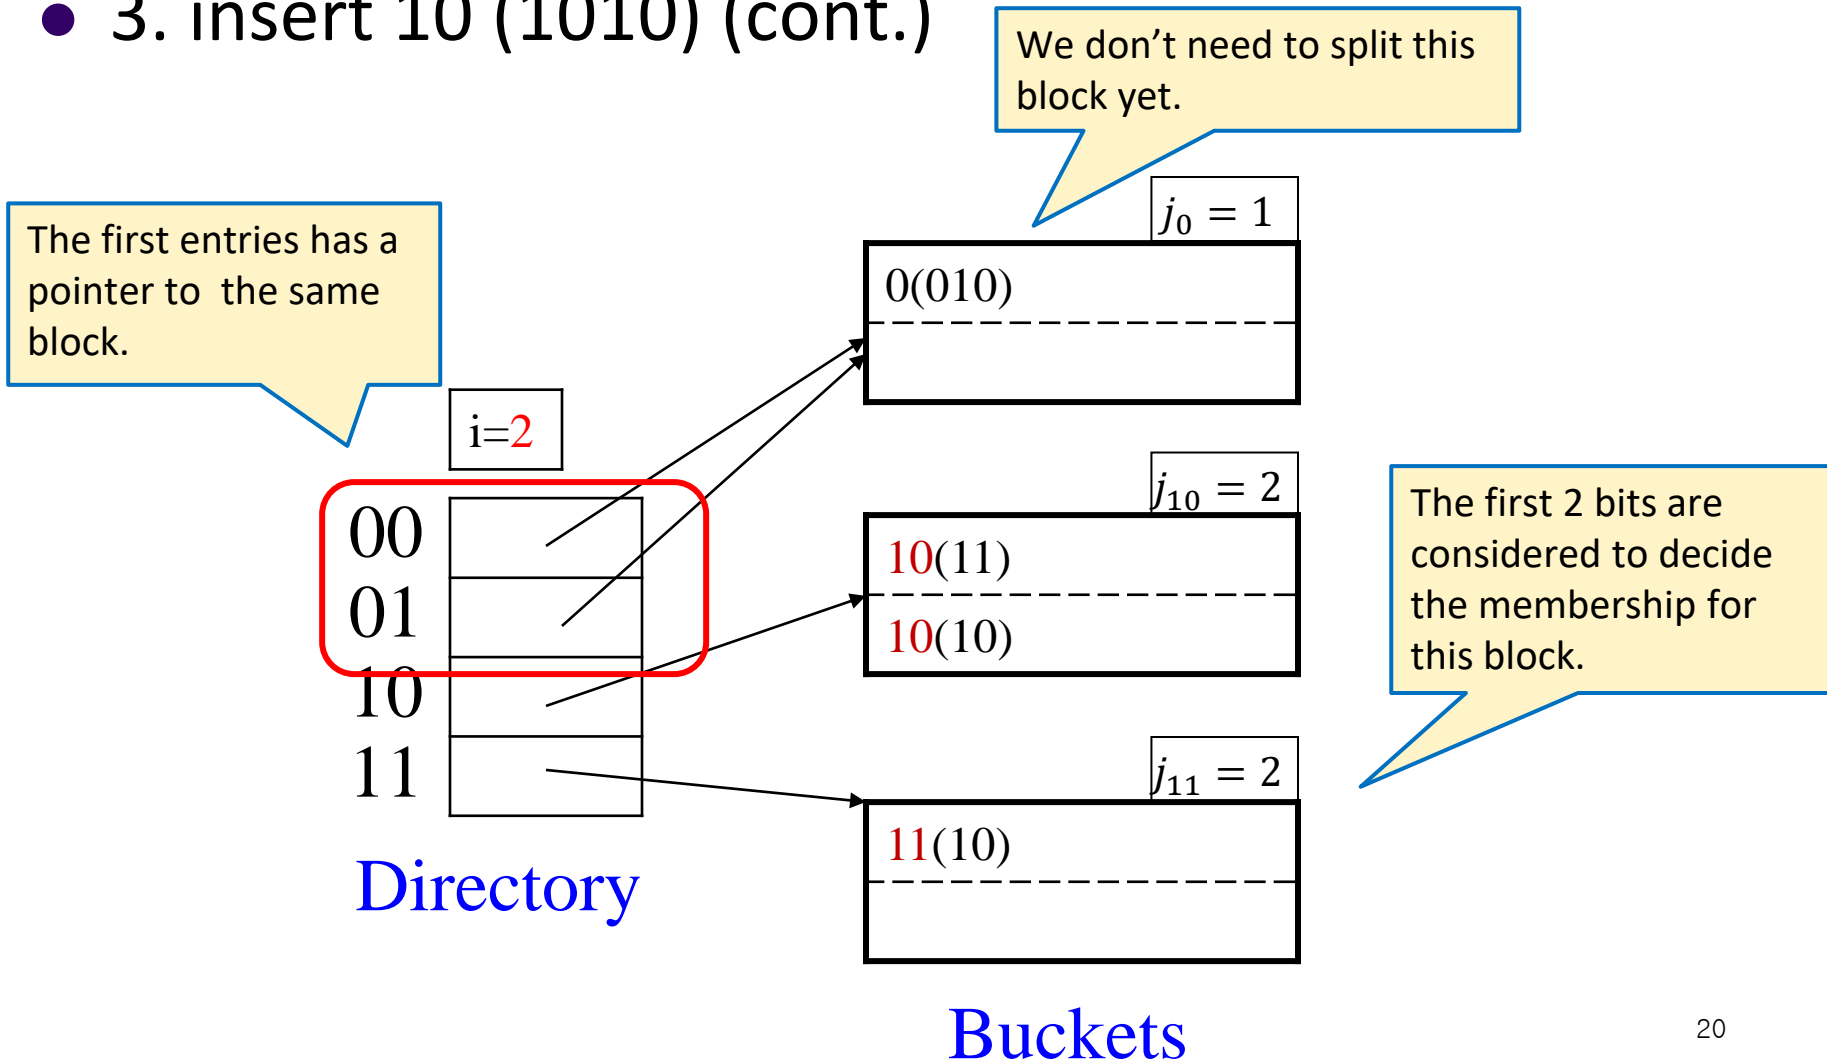 ● 3. insert 10 (1010) (cont.)
We don’t need to split this
block yet.
The first entries has a
pointer to  the same
block.
j₀ = 1
0(010)
i=2
00
01
10
11
Directory
j₁₀ = 2
10(11)
10(10)
The first 2 bits are
considered to decide
the membership for
this block.
j₁₁ = 2
11(10)
Buckets
20